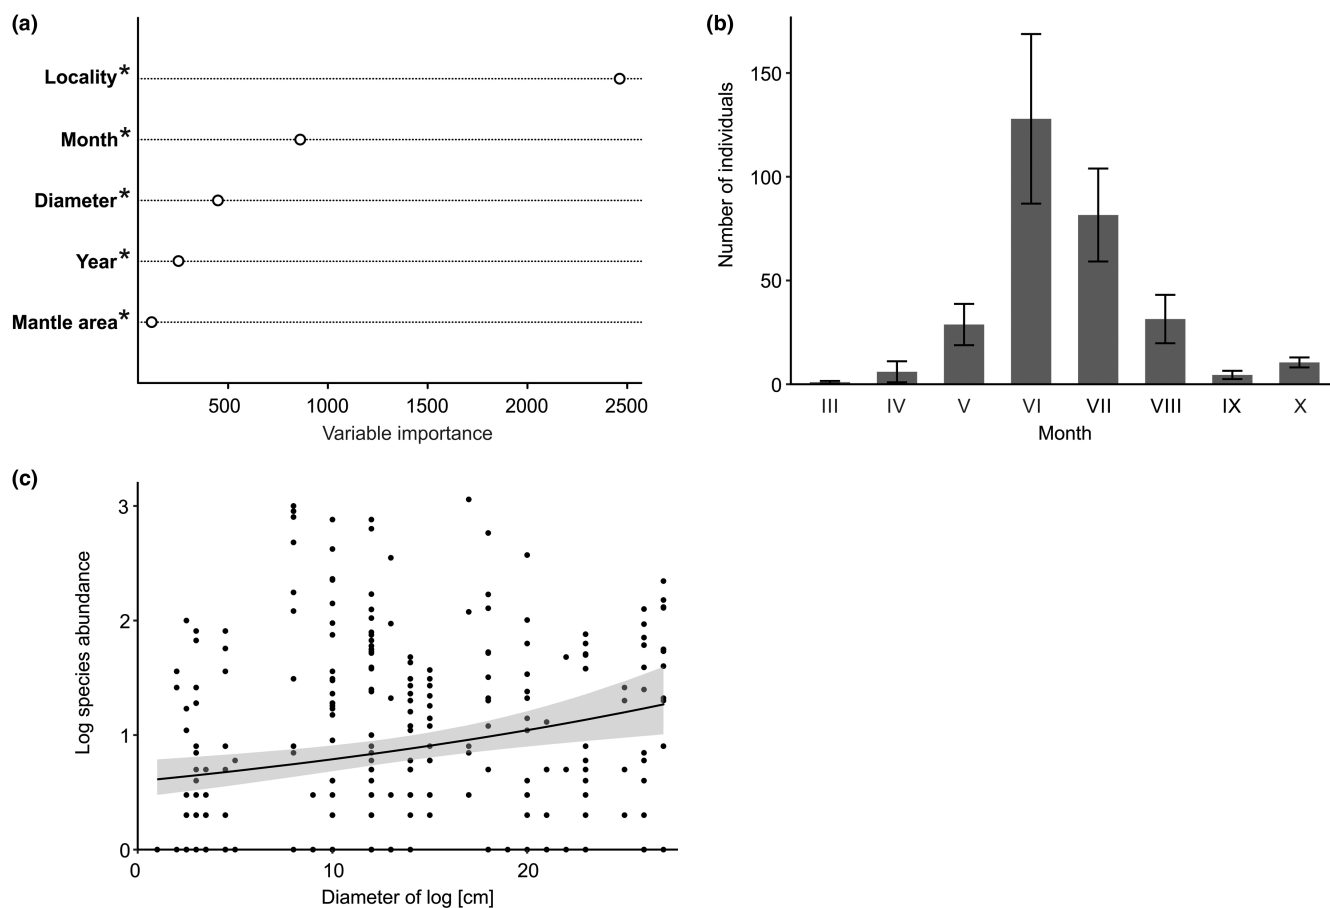 (a)
Locality*
Month*
Diameter*
Year*
Mantle area*
500 1000 1500 2000 2500
Variable importance
(b)
Number of individuals
150
100
50
0
III IV V VI VII VIII IX X
Month
(c)
Log species abundance
3
2
1
0
0 10 20
Diameter of log [cm]